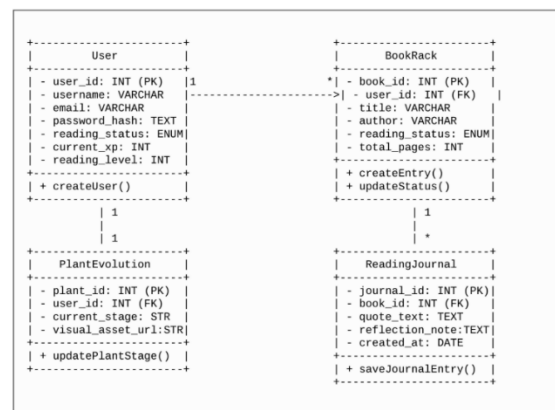 User
- user_id: INT (PK)
- username: VARCHAR
- email: VARCHAR
- password_hash: TEXT
- reading_status: ENUM
- current_xp: INT
- reading_level: INT
+ createUser()
1
*
BookRack
- book_id: INT (PK)
- user_id: INT (FK)
- title: VARCHAR
- author: VARCHAR
- reading_status: ENUM
- total_pages: INT
+ createEntry()
+ updateStatus()
1
1
1
*
PlantEvolution
- plant_id: INT (PK)
- user_id: INT (FK)
- current_stage: STR
- visual_asset_url:STR
+ updatePlantStage()
ReadingJournal
- journal_id: INT (PK)
- book_id: INT (FK)
- quote_text: TEXT
- reflection_note:TEXT
- created_at: DATE
+ saveJournalEntry()